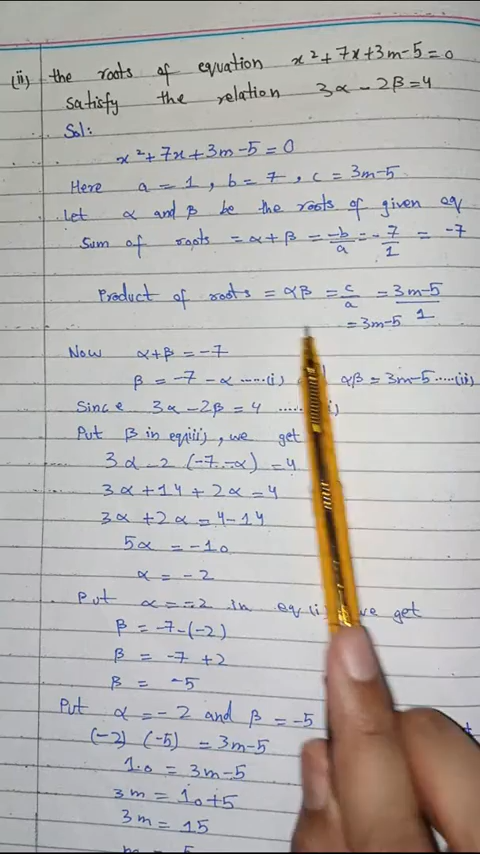 (ii) the roots of equation x²+7x+3m-5=0
satisfy the relation 3α-2β=4
Sol:
x²+7x+3m-5=0
Here a=1, b=7, c=3m-5
Let α and β be the roots of given eq
Sum of roots = α+β = -b/a = -7/1 = -7
Product of roots = αβ = c/a = 3m-5/1
= 3m-5
Now α+β=-7
β=-7-α ......(i) αβ=3m-5.....(ii)
Since 3α-2β=4 ......i)
Put β in eqiii), we get
3α-2(-7-α)=4
3α+14+2α=4
3α+2α=4-14
5α=-10
α=-2
Put α=-2 in eq (i) we get
β=-7-(-2)
β=-7+2
β=-5
Put α=-2 and β=-5
(-2)(-5)=3m-5
10=3m-5
3m=10+5
3m=15